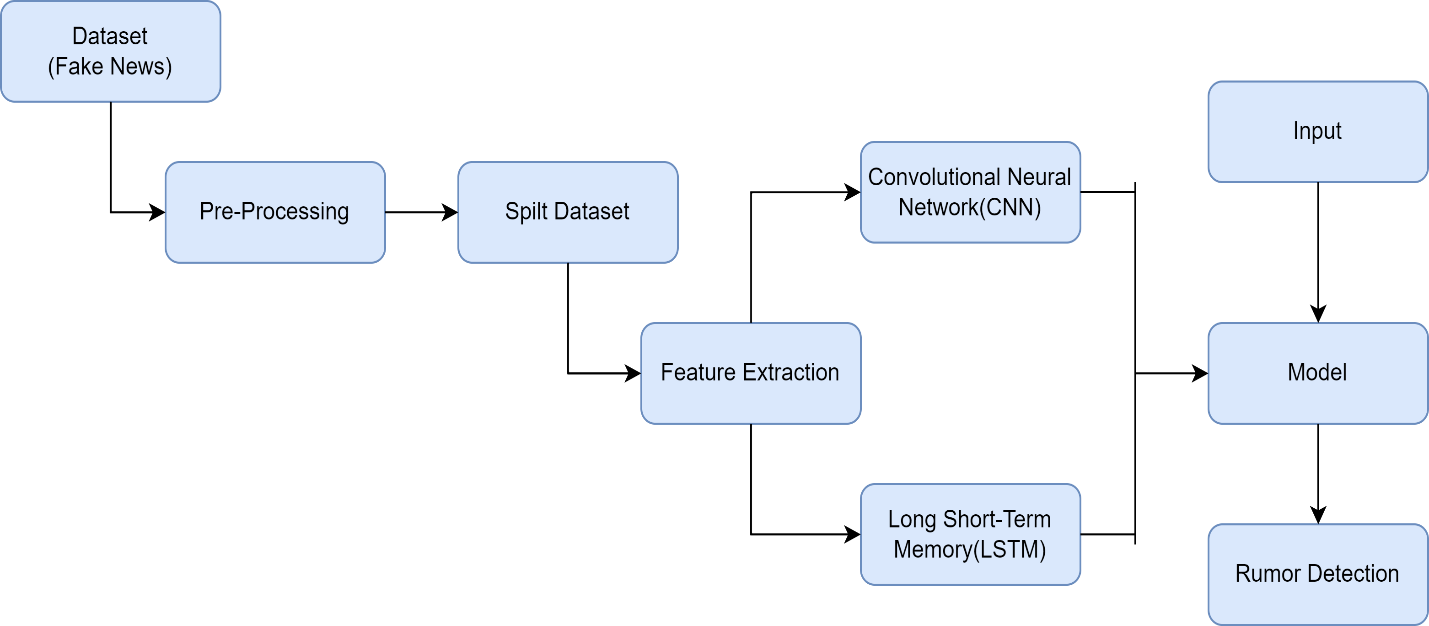 Dataset
(Fake News)
Pre-Processing
Spilt Dataset
Feature Extraction
Convolutional Neural
Network(CNN)
Long Short-Term
Memory(LSTM)
Input
Model
Rumor Detection